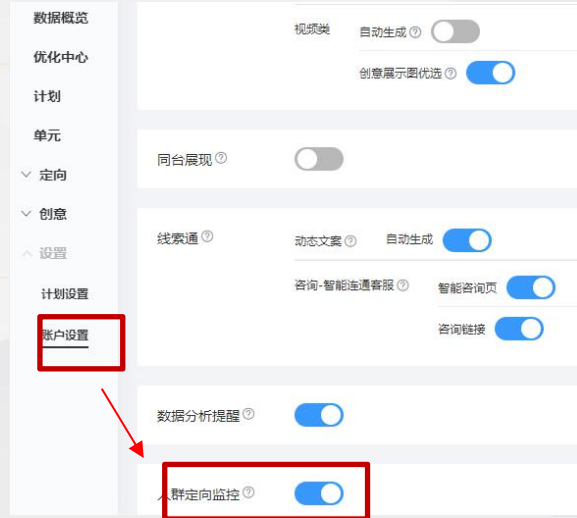 数据概览
优化中心
计划
单元
定向
创意
设置
计划设置
账户设置
视频类 自动生成
创意展示图优选
同台展现
线索通 动态文案 自动生成
咨询-智能连通客服 智能咨询页
咨询链接
数据分析提醒
人群定向监控